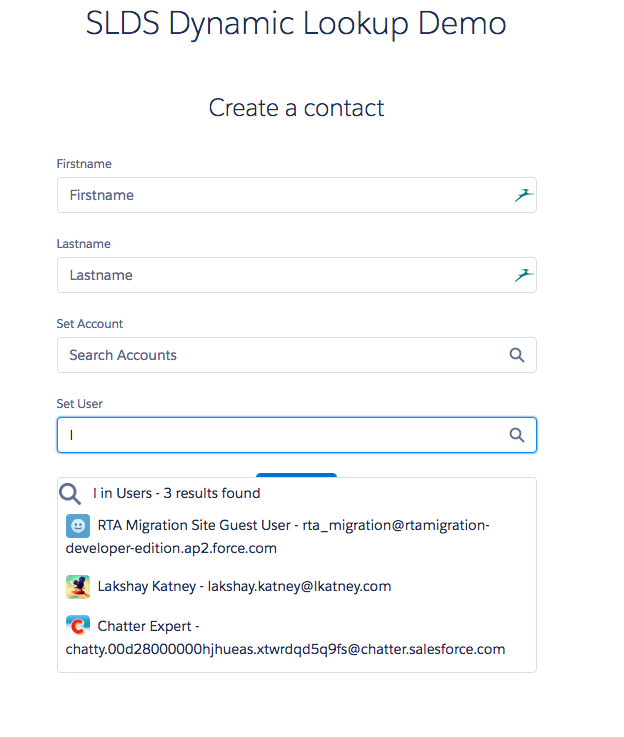 SLDS Dynamic Lookup Demo
Create a contact
Firstname
Firstname
Lastname
Lastname
Set Account
Search Accounts
Set User
l
l in Users - 3 results found
RTA Migration Site Guest User - rta_migration@rtamigration-
developer-edition.ap2.force.com
Lakshay Katney - lakshay.katney@lkatney.com
Chatter Expert -
chatty.00d28000000hjhueas.xtwrdqd5q9fs@chatter.salesforce.com